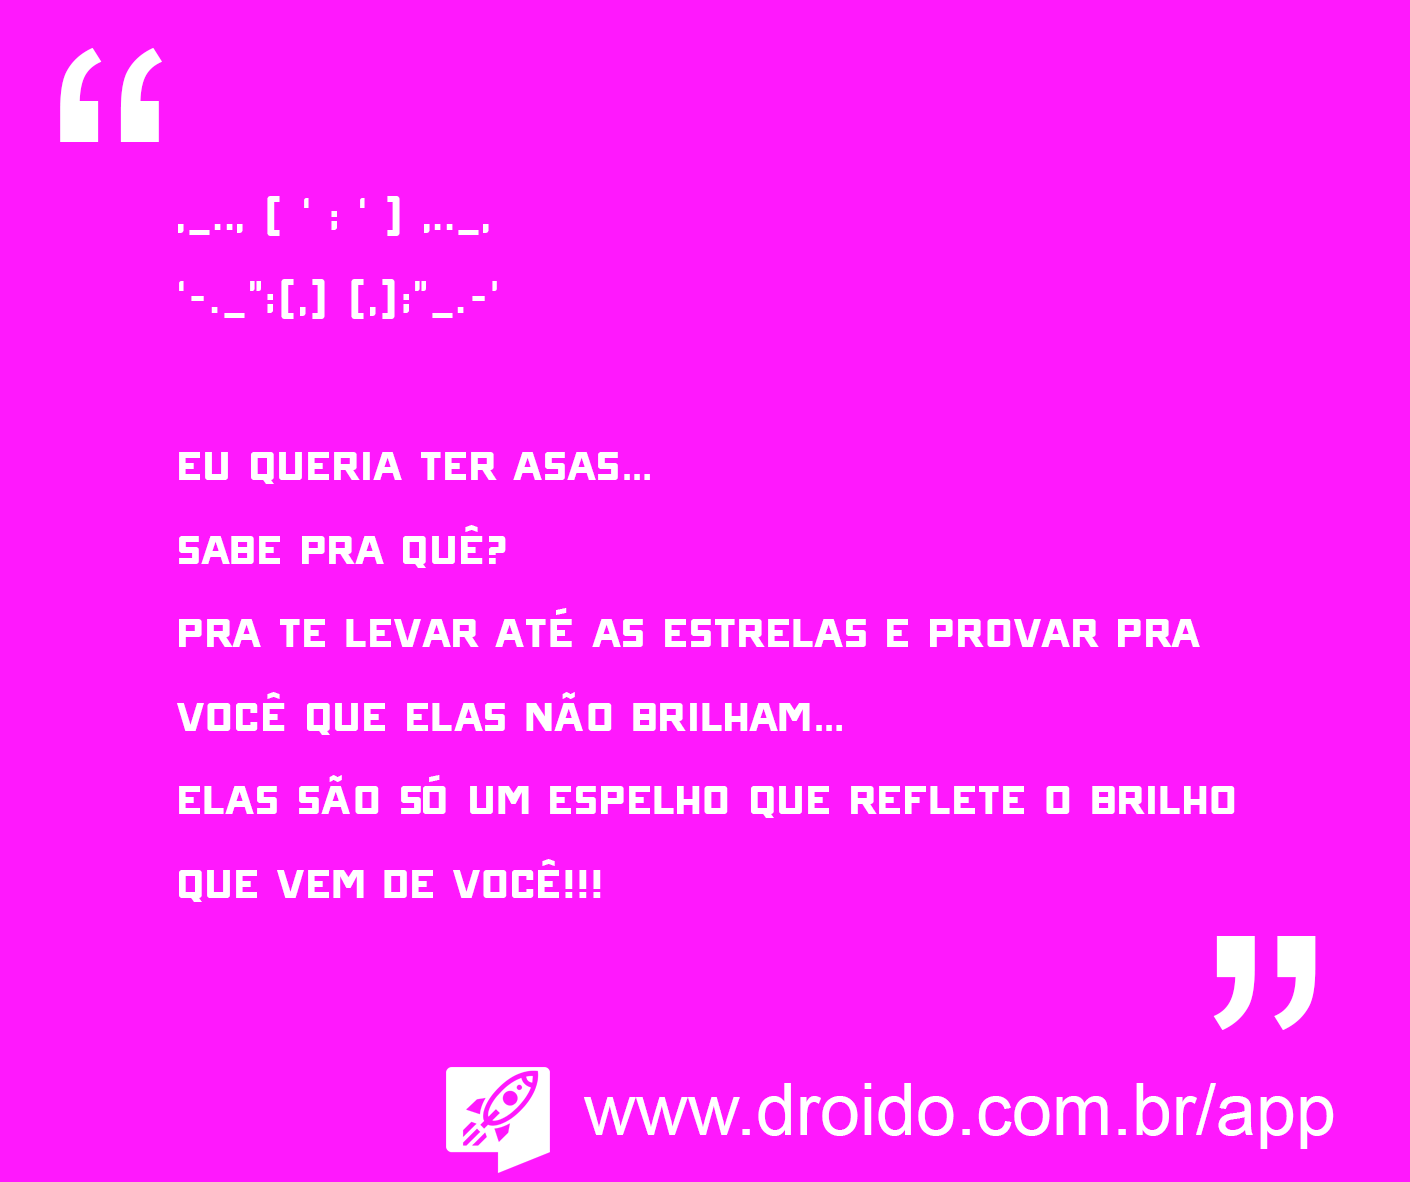 “
,_.., [ ' ; ' ] ,.._,
'-._";[,] [,];"_.-'
EU QUERIA TER ASAS...
SABE PRA QUÊ?
PRA TE LEVAR ATÉ AS ESTRELAS E PROVAR PRA
VOCÊ QUE ELAS NÃO BRILHAM...
ELAS SÃO SÓ UM ESPELHO QUE REFLETE O BRILHO
QUE VEM DE VOCÊ!!!
”
www.droido.com.br/app